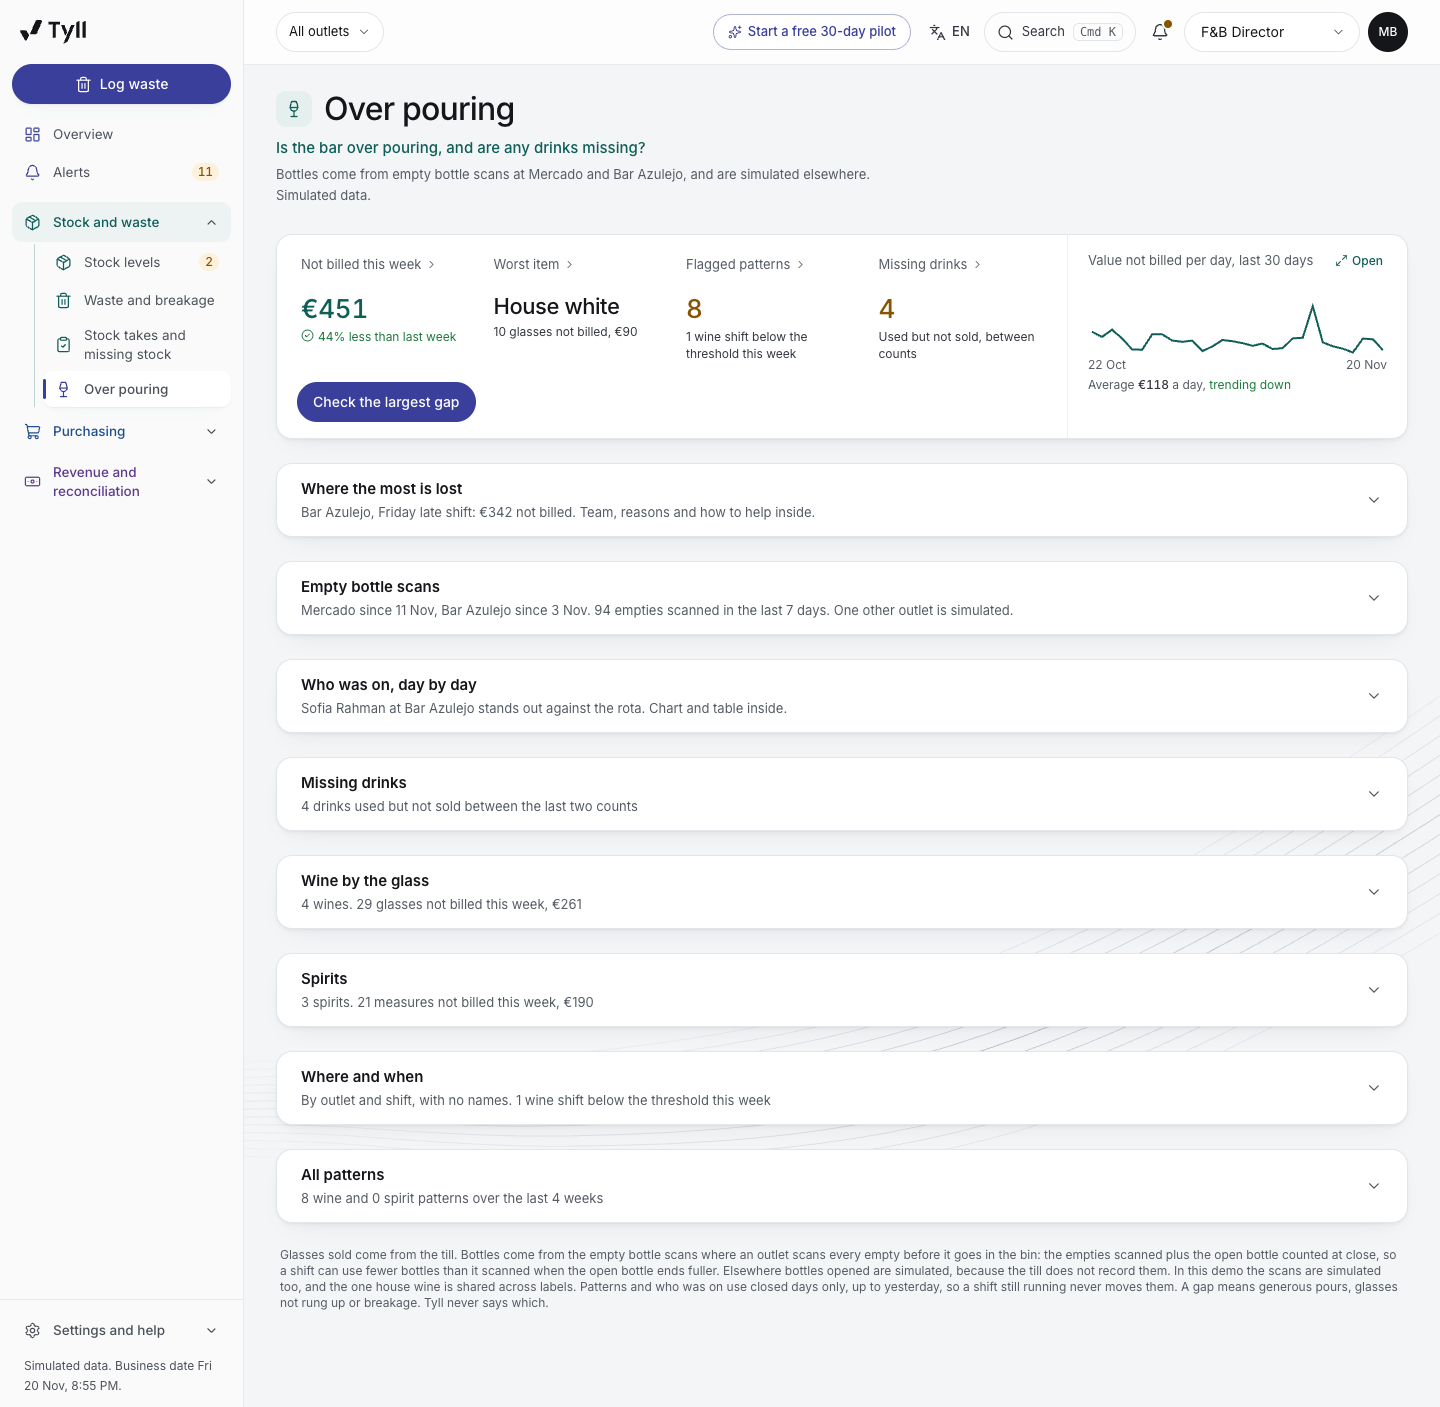 Tyll
All outlets
Start a free 30-day pilot
EN
Search
Cmd K
F&B Director
MB
Log waste
Overview
Alerts
11
Stock and waste
Stock levels
2
Waste and breakage
Stock takes and
missing stock
Over pouring
Purchasing
Revenue and
reconciliation
Over pouring
Is the bar over pouring, and are any drinks missing?
Bottles come from empty bottle scans at Mercado and Bar Azulejo, and are simulated elsewhere.
Simulated data.
Not billed this week
€451
44% less than last week
Worst item
House white
10 glasses not billed, €90
Flagged patterns
8
1 wine shift below the
threshold this week
Missing drinks
4
Used but not sold, between
counts
Check the largest gap
Value not billed per day, last 30 days
Open
22 Oct
20 Nov
Average €118 a day, trending down
Where the most is lost
Bar Azulejo, Friday late shift: €342 not billed. Team, reasons and how to help inside.
Empty bottle scans
Mercado since 11 Nov, Bar Azulejo since 3 Nov. 94 empties scanned in the last 7 days. One other outlet is simulated.
Who was on, day by day
Sofia Rahman at Bar Azulejo stands out against the rota. Chart and table inside.
Missing drinks
4 drinks used but not sold between the last two counts
Wine by the glass
4 wines. 29 glasses not billed this week, €261
Spirits
3 spirits. 21 measures not billed this week, €190
Where and when
By outlet and shift, with no names. 1 wine shift below the threshold this week
All patterns
8 wine and 0 spirit patterns over the last 4 weeks
Glasses sold come from the till. Bottles come from the empty bottle scans where an outlet scans every empty before it goes in the bin: the empties scanned plus the open bottle counted at close, so
a shift can use fewer bottles than it scanned when the open bottle ends fuller. Elsewhere bottles opened are simulated, because the till does not record them. In this demo the scans are simulated
too, and the one house wine is shared across labels. Patterns and who was on use closed days only, up to yesterday, so a shift still running never moves them. A gap means generous pours, glasses
not rung up or breakage. Tyll never says which.
Settings and help
Simulated data. Business date Fri
20 Nov, 8:55 PM.